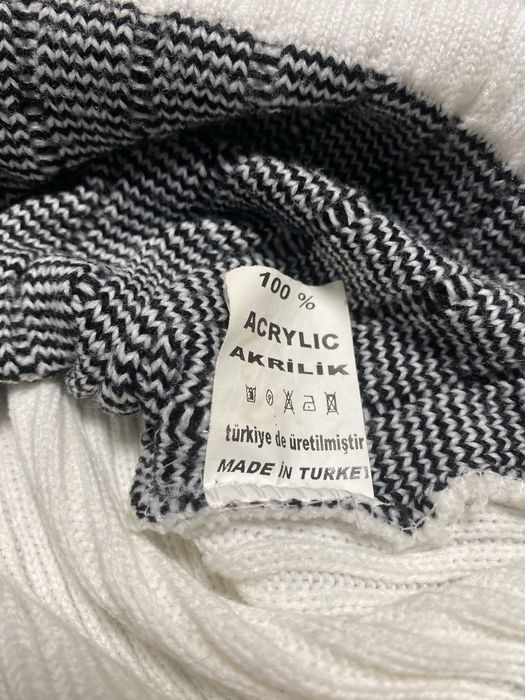 100 %
ACRYLIC
AKRİLİK
türkiye de üretilmiştir
MADE İN TURKEY